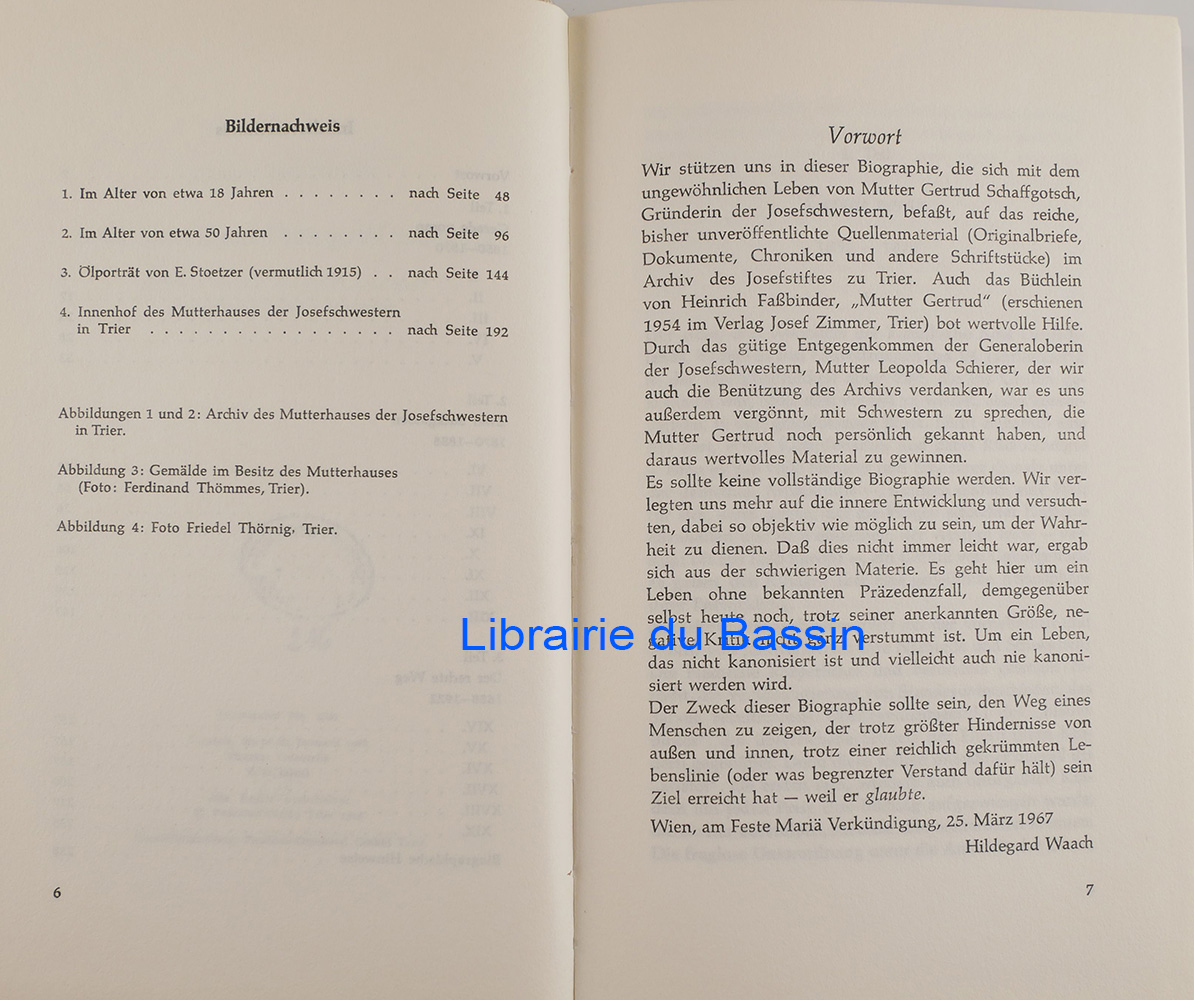 Bildernachweis
1. Im Alter von etwa 18 Jahren . . . . . . . . nach Seite 48
2. Im Alter von etwa 50 Jahren . . . . . . . . nach Seite 96
3. Ölporträt von E. Stoetzer (vermutlich 1915) . . nach Seite 144
4. Innenhof des Mutterhauses der Josefschwestern
in Trier . . . . . . . . . . . . . . . . . nach Seite 192
Abbildungen 1 und 2: Archiv des Mutterhauses der Josefschwestern
in Trier.
Abbildung 3: Gemälde im Besitz des Mutterhauses
(Foto: Ferdinand Thömmes, Trier).
Abbildung 4: Foto Friedel Thörnig, Trier.
6
Vorwort
Wir stützen uns in dieser Biographie, die sich mit dem
ungewöhnlichen Leben von Mutter Gertrud Schaffgotsch,
Gründerin der Josefschwestern, befaßt, auf das reiche,
bisher unveröffentlichte Quellenmaterial (Originalbriefe,
Dokumente, Chroniken und andere Schriftstücke) im
Archiv des Josefstiftes zu Trier. Auch das Büchlein
von Heinrich Faßbinder, „Mutter Gertrud" (erschienen
1954 im Verlag Josef Zimmer, Trier) bot wertvolle Hilfe.
Durch das gütige Entgegenkommen der Generaloberin
der Josefschwestern, Mutter Leopolda Schierer, der wir
auch die Benützung des Archivs verdanken, war es uns
außerdem vergönnt, mit Schwestern zu sprechen, die
Mutter Gertrud noch persönlich gekannt haben, und
daraus wertvolles Material zu gewinnen.
Es sollte keine vollständige Biographie werden. Wir ver-
legten uns mehr auf die innere Entwicklung und versuch-
ten, dabei so objektiv wie möglich zu sein, um der Wahr-
heit zu dienen. Daß dies nicht immer leicht war, ergab
sich aus der schwierigen Materie. Es geht hier um ein
Leben ohne bekannten Präzedenzfall, demgegenüber
selbst heute noch, trotz seiner anerkannten Größe, ne-
gative Kritik nicht ganz verstummt ist. Um ein Leben,
das nicht kanonisiert ist und vielleicht auch nie kanoni-
siert werden wird.
Der Zweck dieser Biographie sollte sein, den Weg eines
Menschen zu zeigen, der trotz größter Hindernisse von
außen und innen, trotz einer reichlich gekrümmten Le-
benslinie (oder was begrenzter Verstand dafür hält) sein
Ziel erreicht hat — weil er glaubte.
Wien, am Feste Mariä Verkündigung, 25. März 1967
Hildegard Waach
7
Librairie du Bassin